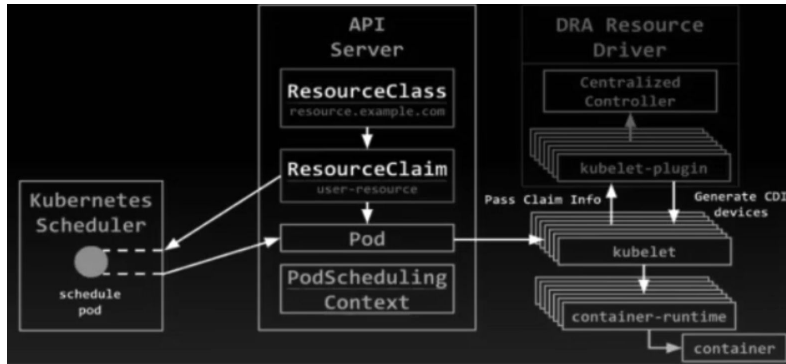 API
Server
ResourceClass
resource.example.com
ResourceClaim
user-resource
Pod
PodScheduling
Context
Kubernetes
Scheduler
schedule
pod
DRA Resource
Driver
Centralized
Controller
kubelet-plugin
Pass Claim Info
Generate CDI
devices
kubelet
container-runtime
container